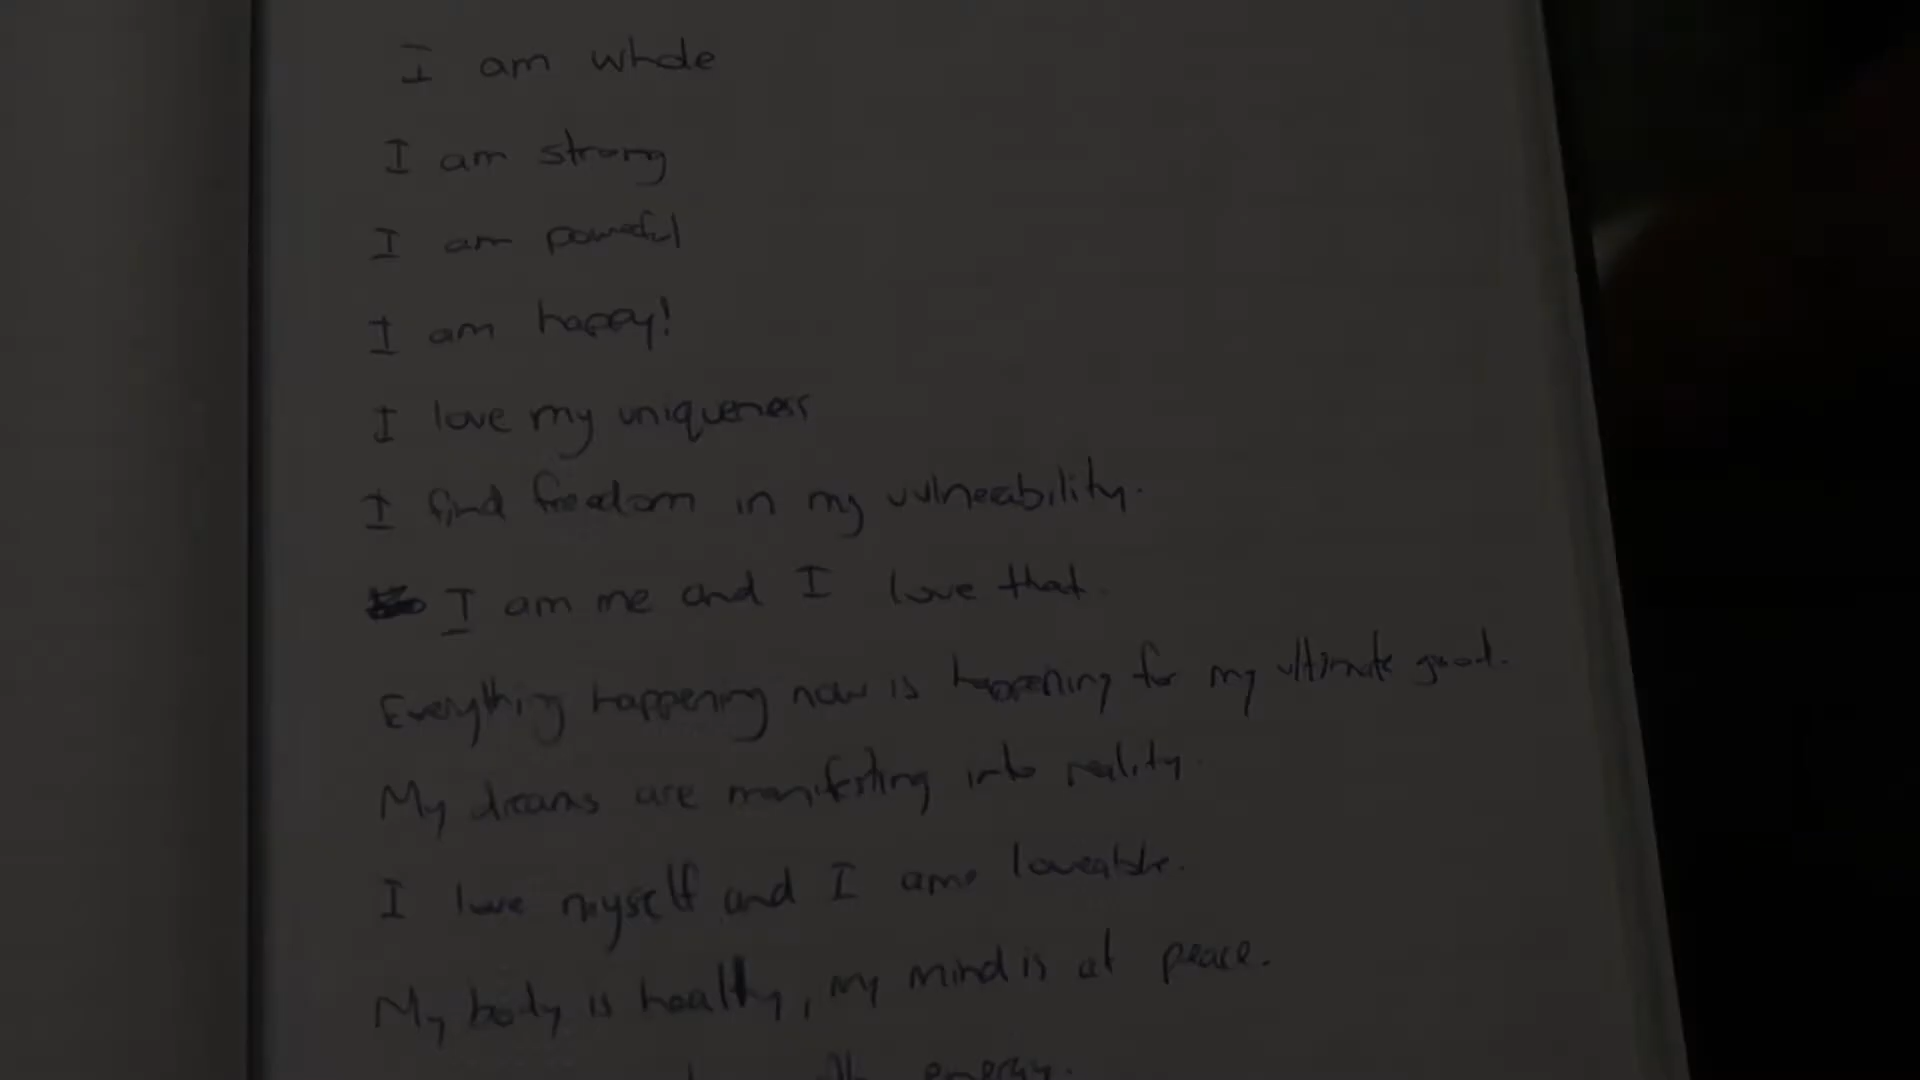 I am whole
I am strong
I am powerful
I am happy!
I love my uniqueness
I find freedom in my vulnerability.
I am me and I love that.
Everything happening now is happening for my ultimate good.
My dreams are manifesting into reality.
I love myself and I am loveable.
My body is healthy, my mind is at peace.
energy.